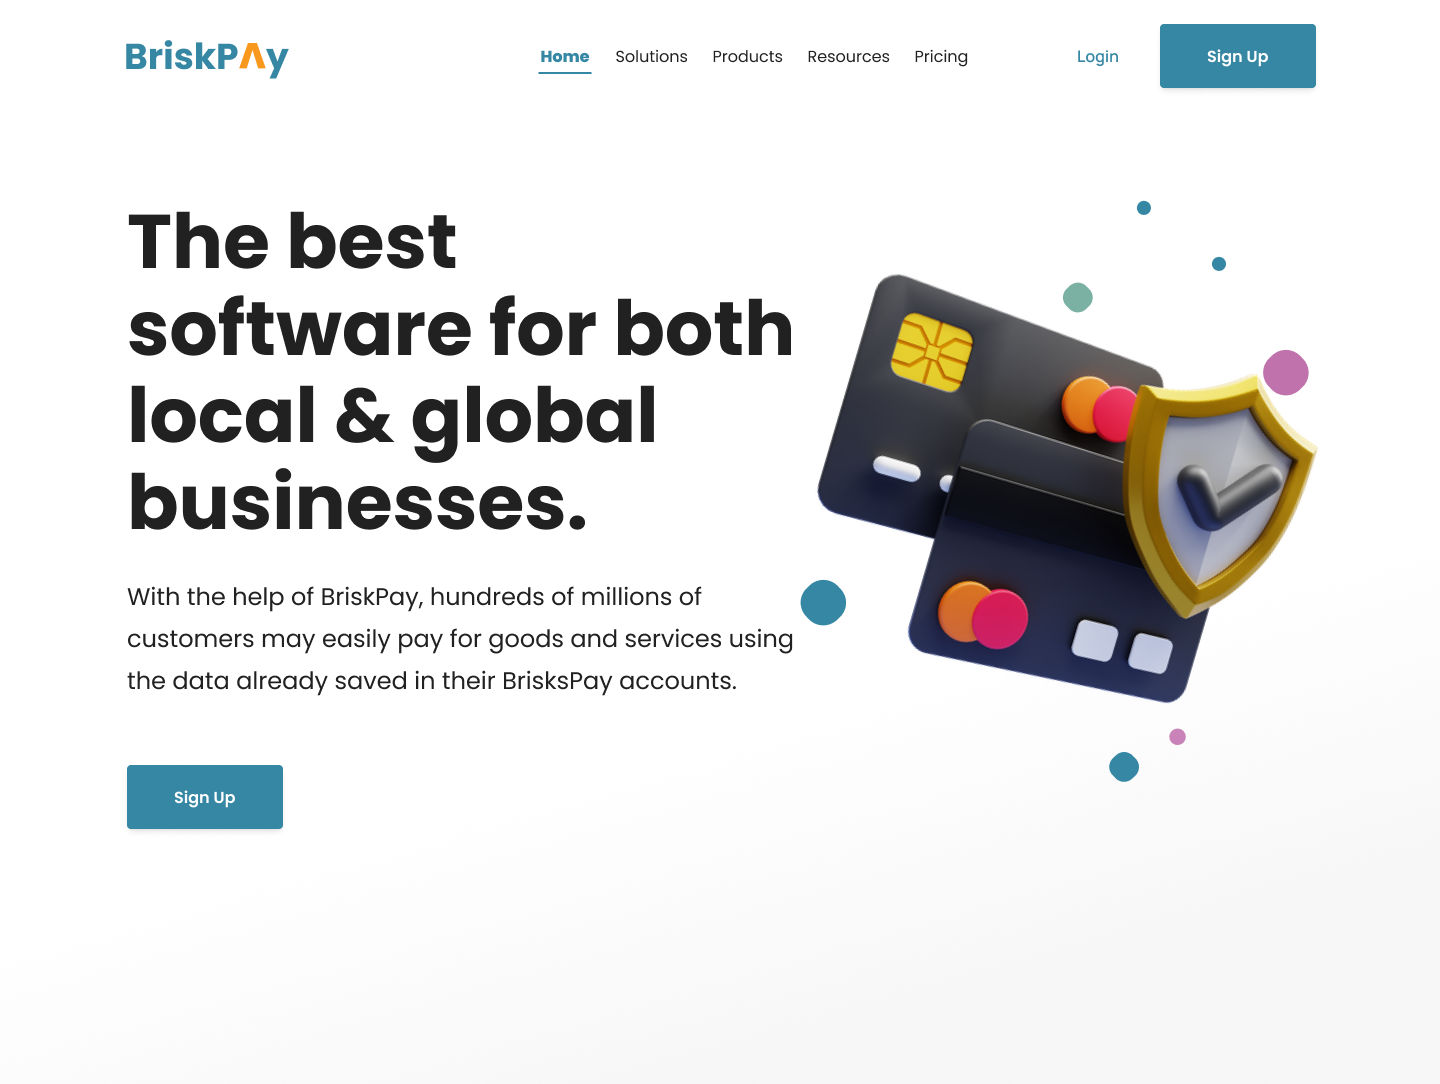 BriskPAy
Home Solutions Products Resources Pricing Login Sign Up
The best
software for both
local & global
businesses.
With the help of BriskPay, hundreds of millions of
customers may easily pay for goods and services using
the data already saved in their BrisksPay accounts.
Sign Up